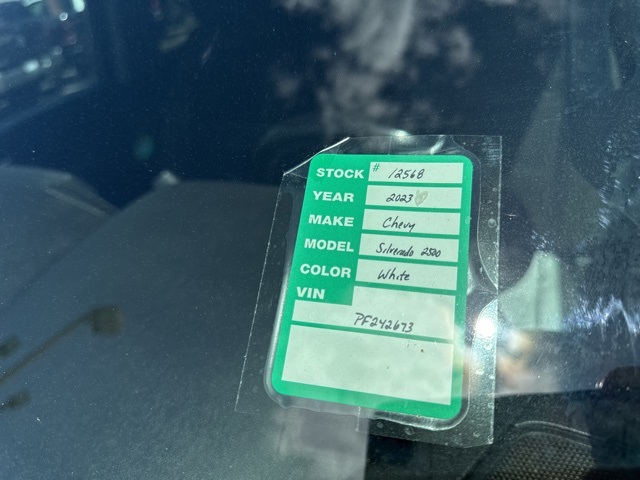 STOCK # 1256B
YEAR 2023
MAKE Chevy
MODEL Silverado 2500
COLOR White
VIN
PF242673